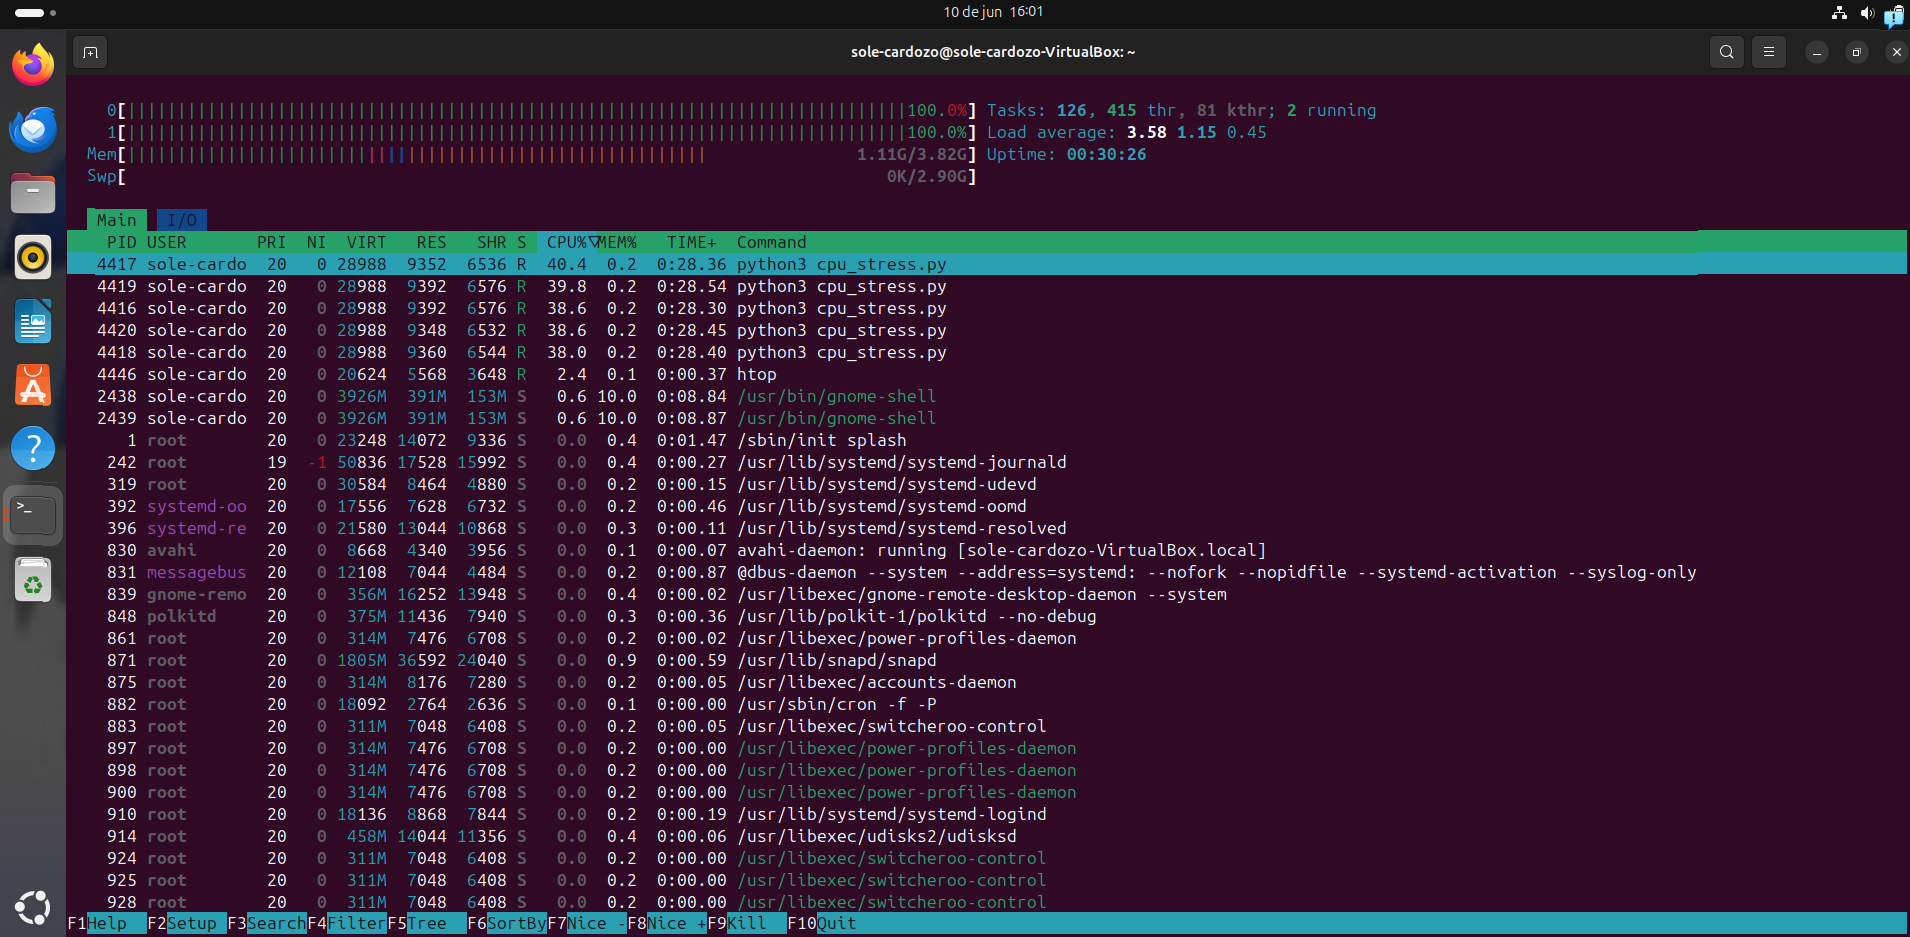 10 de jun 16:01
sole-cardozo@sole-cardozo-VirtualBox: ~
0[100.0%] Tasks: 126, 415 thr, 81 kthr; 2 running
1[100.0%] Load average: 3.58 1.15 0.45
Mem[1.11G/3.82G] Uptime: 00:30:26
Swp[0K/2.90G]
Main I/O
PID USER PRI NI VIRT RES SHR S CPU%▽MEM% TIME+ Command
4417 sole-cardo 20 0 28988 9352 6536 R 40.4 0.2 0:28.36 python3 cpu_stress.py
4419 sole-cardo 20 0 28988 9392 6576 R 39.8 0.2 0:28.54 python3 cpu_stress.py
4416 sole-cardo 20 0 28988 9392 6576 R 38.6 0.2 0:28.30 python3 cpu_stress.py
4420 sole-cardo 20 0 28988 9348 6532 R 38.6 0.2 0:28.45 python3 cpu_stress.py
4418 sole-cardo 20 0 28988 9360 6544 R 38.0 0.2 0:28.40 python3 cpu_stress.py
4446 sole-cardo 20 0 20624 5568 3648 R 2.4 0.1 0:00.37 htop
2438 sole-cardo 20 0 3926M 391M 153M S 0.6 10.0 0:08.84 /usr/bin/gnome-shell
2439 sole-cardo 20 0 3926M 391M 153M S 0.6 10.0 0:08.87 /usr/bin/gnome-shell
1 root 20 0 23248 14072 9336 S 0.0 0.4 0:01.47 /sbin/init splash
242 root 19 -1 50836 17528 15992 S 0.0 0.4 0:00.27 /usr/lib/systemd/systemd-journald
319 root 20 0 30584 8464 4880 S 0.0 0.2 0:00.15 /usr/lib/systemd/systemd-udevd
392 systemd-oo 20 0 17556 7628 6732 S 0.0 0.2 0:00.46 /usr/lib/systemd/systemd-oomd
396 systemd-re 20 0 21580 13044 10868 S 0.0 0.3 0:00.11 /usr/lib/systemd/systemd-resolved
830 avahi 20 0 8668 4340 3956 S 0.0 0.1 0:00.07 avahi-daemon: running [sole-cardozo-VirtualBox.local]
831 messagebus 20 0 12108 7044 4484 S 0.0 0.2 0:00.87 @dbus-daemon --system --address=systemd: --nofork --nopidfile --systemd-activation --syslog-only
839 gnome-remo 20 0 356M 16252 13948 S 0.0 0.4 0:00.02 /usr/libexec/gnome-remote-desktop-daemon --system
848 polkitd 20 0 375M 11436 7940 S 0.0 0.3 0:00.36 /usr/lib/polkit-1/polkitd --no-debug
861 root 20 0 314M 7476 6708 S 0.0 0.2 0:00.02 /usr/libexec/power-profiles-daemon
871 root 20 0 1805M 36592 24040 S 0.0 0.9 0:00.59 /usr/lib/snapd/snapd
875 root 20 0 314M 8176 7280 S 0.0 0.2 0:00.05 /usr/libexec/accounts-daemon
882 root 20 0 18092 2764 2636 S 0.0 0.1 0:00.00 /usr/sbin/cron -f -P
883 root 20 0 311M 7048 6408 S 0.0 0.2 0:00.05 /usr/libexec/switcheroo-control
897 root 20 0 314M 7476 6708 S 0.0 0.2 0:00.00 /usr/libexec/power-profiles-daemon
898 root 20 0 314M 7476 6708 S 0.0 0.2 0:00.00 /usr/libexec/power-profiles-daemon
900 root 20 0 314M 7476 6708 S 0.0 0.2 0:00.00 /usr/libexec/power-profiles-daemon
910 root 20 0 18136 8868 7844 S 0.0 0.2 0:00.19 /usr/lib/systemd/systemd-logind
914 root 20 0 458M 14044 11356 S 0.0 0.4 0:00.06 /usr/libexec/udisks2/udisksd
924 root 20 0 311M 7048 6408 S 0.0 0.2 0:00.00 /usr/libexec/switcheroo-control
925 root 20 0 311M 7048 6408 S 0.0 0.2 0:00.00 /usr/libexec/switcheroo-control
928 root 20 0 311M 7048 6408 S 0.0 0.2 0:00.00 /usr/libexec/switcheroo-control
F1Help F2Setup F3SearchF4FilterF5Tree F6SortByF7Nice -F8Nice +F9Kill F10Quit